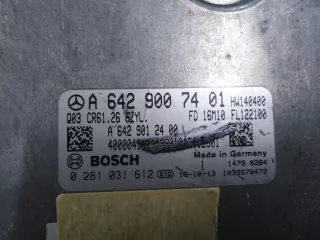 A 642 900 74 01 HW140400
Q03 CR61.26 6ZYL. FD 16M10 FL122100
A 642 901 24 00
BOSCH Made in Germany
0 281 031 612 S10 16-10-13 1039S78472